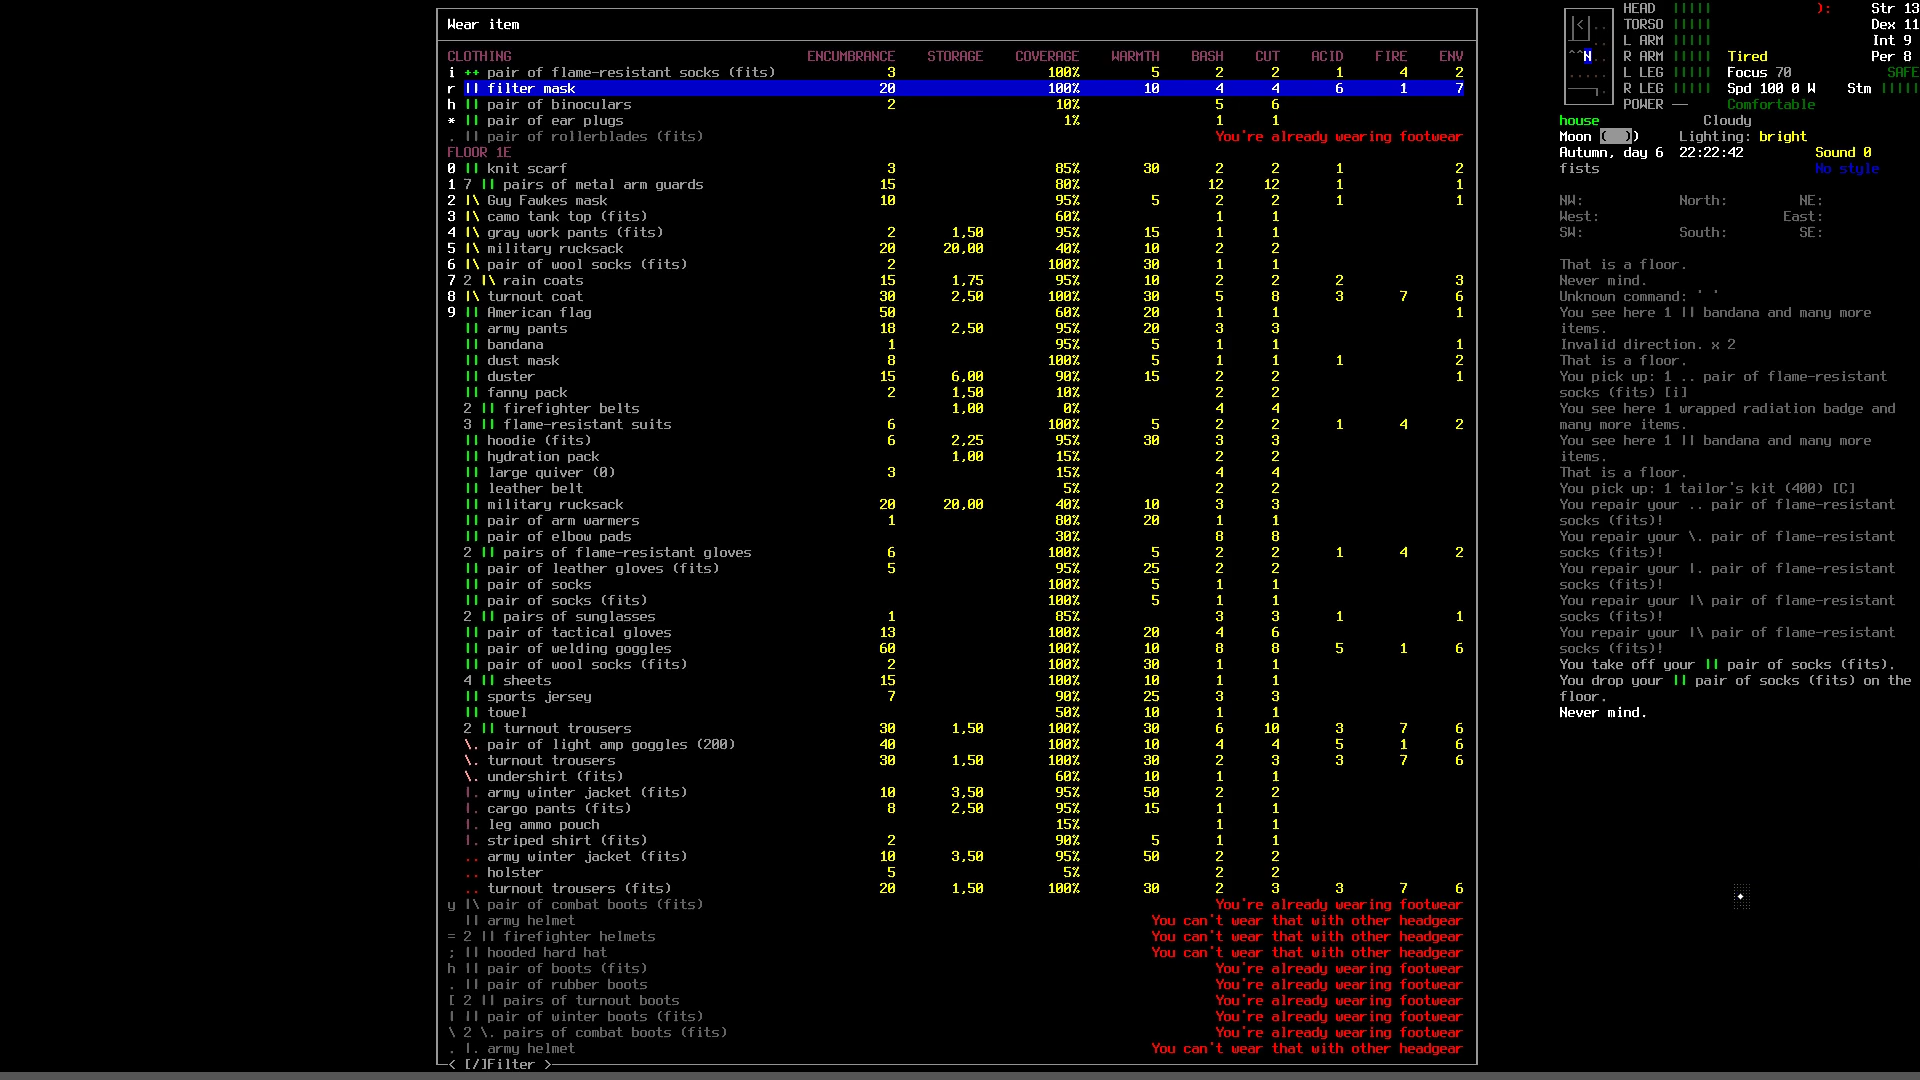 Wear item
CLOTHING ENCUMBRANCE STORAGE COVERAGE WARMTH BASH CUT ACID FIRE ENV
i ++ pair of flame-resistant socks (fits) 3 100% 5 2 2 1 4 2
r || filter mask 20 100% 10 4 4 6 1 7
h || pair of binoculars 2 10% 5 6
* || pair of ear plugs 1% 1 1
. || pair of rollerblades (fits) You're already wearing footwear
FLOOR 1E
0 || knit scarf 3 85% 30 2 2 1 2
1 7 || pairs of metal arm guards 15 80% 12 12 1 1
2 |\ Guy Fawkes mask 10 95% 5 2 2 1 1
3 |\ camo tank top (fits) 60% 1 1
4 |\ gray work pants (fits) 2 1,50 95% 15 1 1
5 |\ military rucksack 20 20,00 40% 10 2 2
6 |\ pair of wool socks (fits) 2 100% 30 1 1
7 2 |\ rain coats 15 1,75 95% 10 2 2 2 3
8 |\ turnout coat 30 2,50 100% 30 5 8 3 7 6
9 || American flag 50 60% 20 1 1 1
|| army pants 18 2,50 95% 20 3 3
|| bandana 1 95% 5 1 1 1
|| dust mask 8 100% 5 1 1 1 2
|| duster 15 6,00 90% 15 2 2 1
|| fanny pack 2 1,50 10% 2 2
2 || firefighter belts 1,00 0% 4 4
3 || flame-resistant suits 6 100% 5 2 2 1 4 2
|| hoodie (fits) 6 2,25 95% 30 3 3
|| hydration pack 1,00 15% 2 2
|| large quiver (0) 3 15% 4 4
|| leather belt 5% 2 2
|| military rucksack 20 20,00 40% 10 3 3
|| pair of arm warmers 1 80% 20 1 1
|| pair of elbow pads 30% 8 8
2 || pairs of flame-resistant gloves 6 100% 5 2 2 1 4 2
|| pair of leather gloves (fits) 5 95% 25 2 2
|| pair of socks 100% 5 1 1
|| pair of socks (fits) 100% 5 1 1
2 || pairs of sunglasses 1 85% 3 3 1 1
|| pair of tactical gloves 13 100% 20 4 6
|| pair of welding goggles 60 100% 10 8 8 5 1 6
|| pair of wool socks (fits) 2 100% 30 1 1
4 || sheets 15 100% 10 1 1
|| sports jersey 7 90% 25 3 3
|| towel 50% 10 1 1
2 || turnout trousers 30 1,50 100% 30 6 10 3 7 6
\. pair of light amp goggles (200) 40 100% 10 4 4 5 1 6
\. turnout trousers 30 1,50 100% 30 2 3 3 7 6
\. undershirt (fits) 60% 10 1 1
|. army winter jacket (fits) 10 3,50 95% 50 2 2
|. cargo pants (fits) 8 2,50 95% 15 1 1
|. leg ammo pouch 15% 1 1
|. striped shirt (fits) 2 90% 5 1 1
.. army winter jacket (fits) 10 3,50 95% 50 2 2
.. holster 5 5% 2 2
.. turnout trousers (fits) 20 1,50 100% 30 2 3 3 7 6
y |\ pair of combat boots (fits) You're already wearing footwear
|| army helmet You can't wear that with other headgear
= 2 || firefighter helmets You can't wear that with other headgear
; || hooded hard hat You can't wear that with other headgear
h || pair of boots (fits) You're already wearing footwear
. || pair of rubber boots You're already wearing footwear
[ 2 || pairs of turnout boots You're already wearing footwear
| || pair of winter boots (fits) You're already wearing footwear
\ 2 \. pairs of combat boots (fits) You're already wearing footwear
. |. army helmet You can't wear that with other headgear
< [/]Filter >
HEAD ||||| ): Str 13
TORSO ||||| Dex 11
L ARM ||||| Int 9
R ARM ||||| Tired Per 8
L LEG ||||| Focus 70 SAFE
R LEG ||||| Spd 100 0 W Stm |||||
POWER -- Comfortable
house Cloudy
Moon (  ) Lighting: bright
Autumn, day 6 22:22:42 Sound 0
fists No style
NW: North: NE:
West: East:
SW: South: SE:
That is a floor.
Never mind.
Unknown command: ' '
You see here 1 || bandana and many more
items.
Invalid direction. x 2
That is a floor.
You pick up: 1 .. pair of flame-resistant
socks (fits) [i]
You see here 1 wrapped radiation badge and
many more items.
You see here 1 || bandana and many more
items.
That is a floor.
You pick up: 1 tailor's kit (400) [C]
You repair your .. pair of flame-resistant
socks (fits)!
You repair your \. pair of flame-resistant
socks (fits)!
You repair your |. pair of flame-resistant
socks (fits)!
You repair your |\ pair of flame-resistant
socks (fits)!
You repair your |\ pair of flame-resistant
socks (fits)!
You take off your || pair of socks (fits).
You drop your || pair of socks (fits) on the
floor.
Never mind.